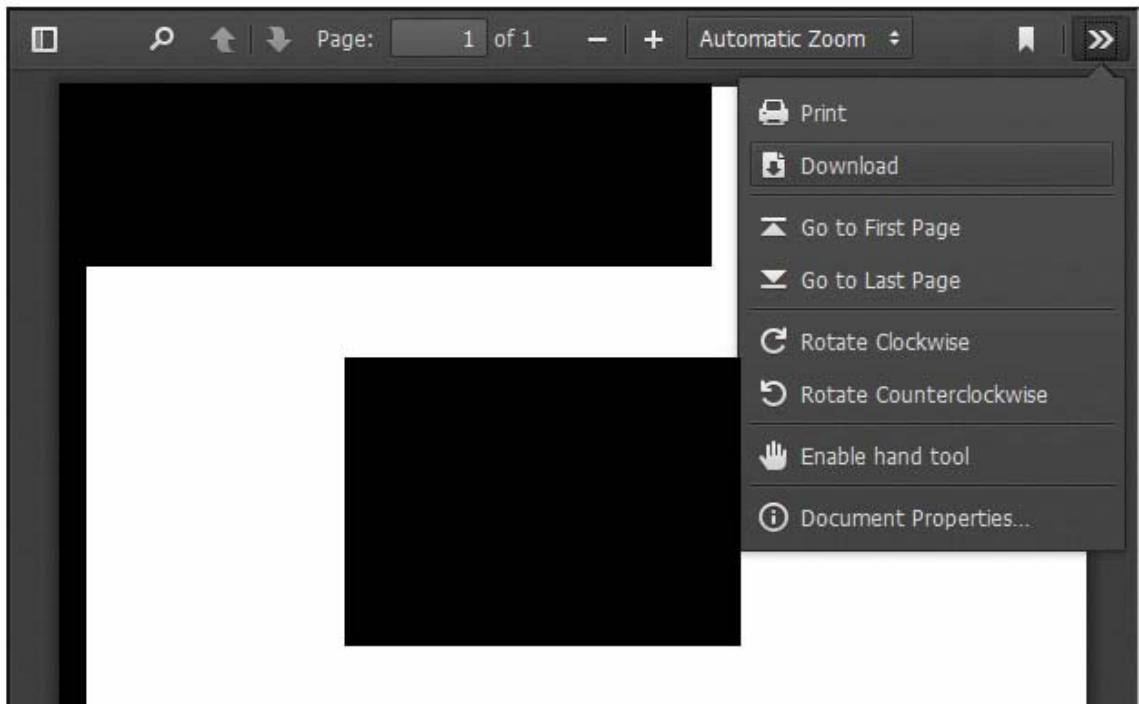 Page: 1 of 1 Automatic Zoom
Print
Download
Go to First Page
Go to Last Page
Rotate Clockwise
Rotate Counterclockwise
Enable hand tool
Document Properties...